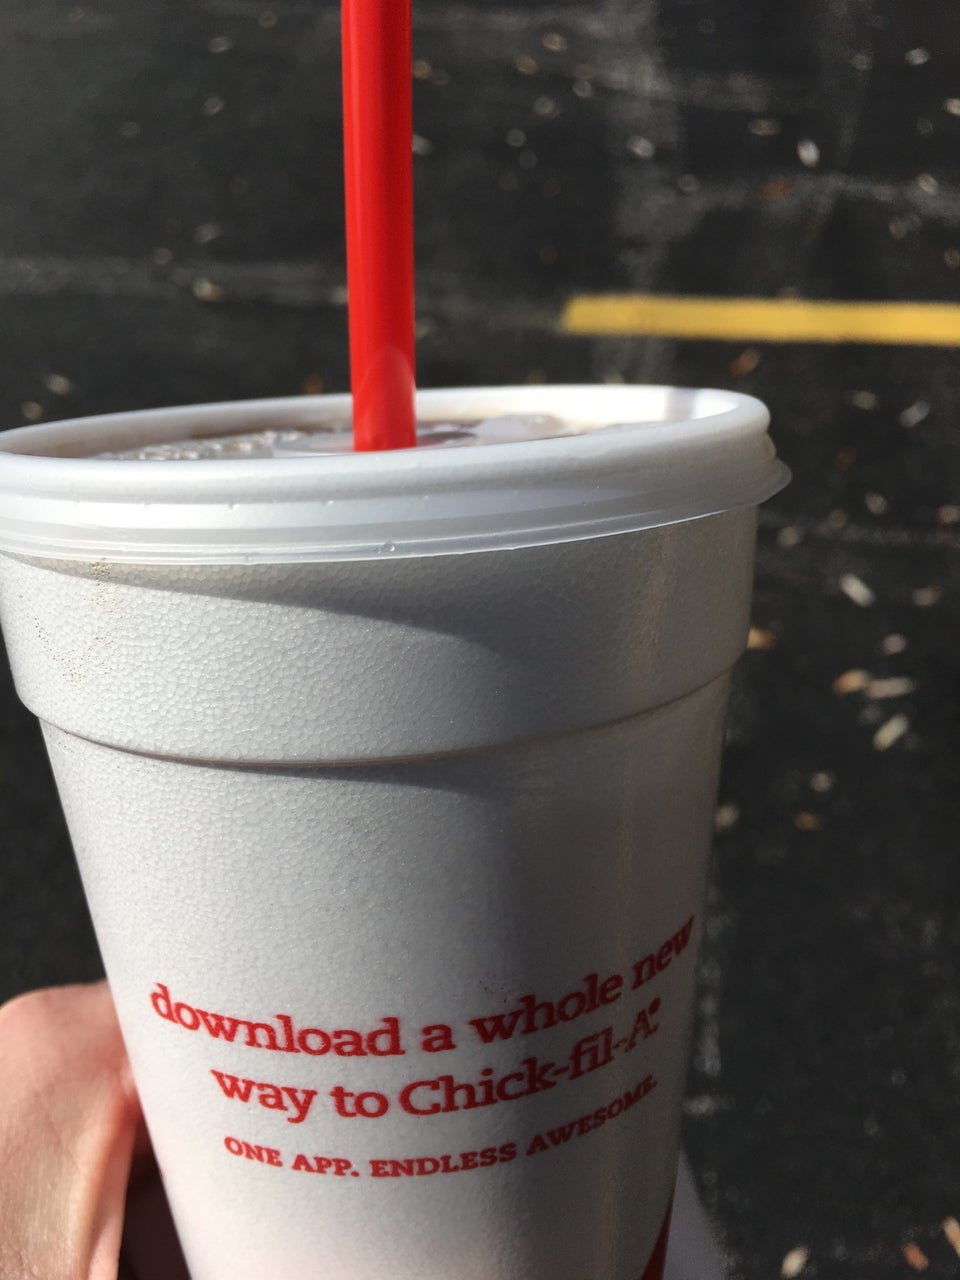 download a whole new
way to Chick-fil-A®
ONE APP. ENDLESS AWESOME.